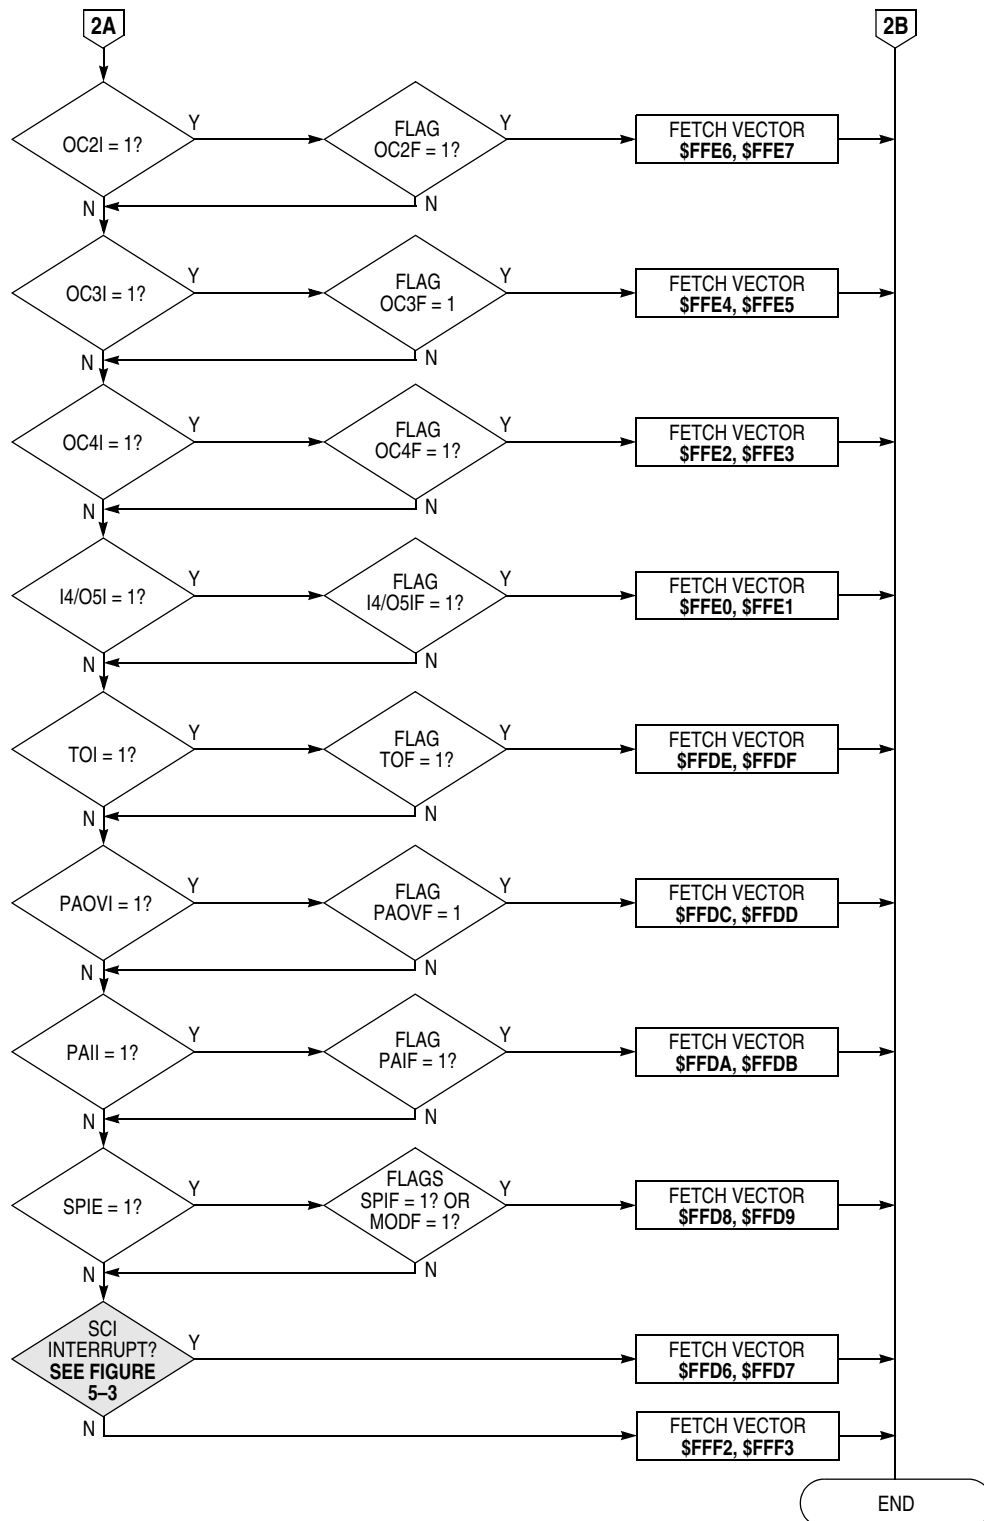 2A
2B
OC2I = 1?
Y
FLAG
OC2F = 1?
Y
FETCH VECTOR
$FFE6, $FFE7
N
N
OC3I = 1?
Y
FLAG
OC3F = 1
Y
FETCH VECTOR
$FFE4, $FFE5
N
N
OC4I = 1?
Y
FLAG
OC4F = 1?
Y
FETCH VECTOR
$FFE2, $FFE3
N
N
I4/O5I = 1?
Y
FLAG
I4/O5IF = 1?
Y
FETCH VECTOR
$FFE0, $FFE1
N
N
TOI = 1?
Y
FLAG
TOF = 1?
Y
FETCH VECTOR
$FFDE, $FFDF
N
N
PAOVI = 1?
Y
FLAG
PAOVF = 1
Y
FETCH VECTOR
$FFDC, $FFDD
N
N
PAII = 1?
Y
FLAG
PAIF = 1?
Y
FETCH VECTOR
$FFDA, $FFDB
N
N
SPIE = 1?
Y
FLAGS
SPIF = 1? OR
MODF = 1?
Y
FETCH VECTOR
$FFD8, $FFD9
N
N
SCI
INTERRUPT?
SEE FIGURE
5–3
Y
FETCH VECTOR
$FFD6, $FFD7
N
FETCH VECTOR
$FFF2, $FFF3
END